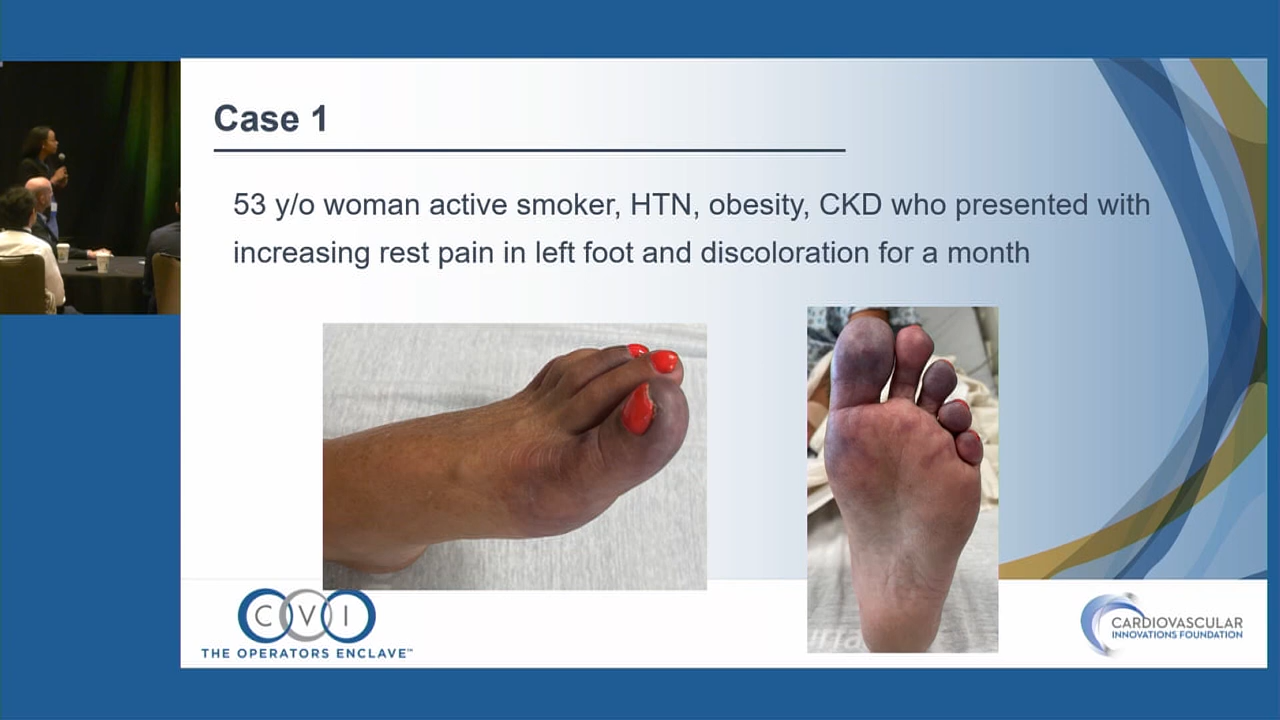 Case 1
53 y/o woman active smoker, HTN, obesity, CKD who presented with
increasing rest pain in left foot and discoloration for a month
CVI
THE OPERATORS ENCLAVE™
CARDIOVASCULAR
INNOVATIONS FOUNDATION